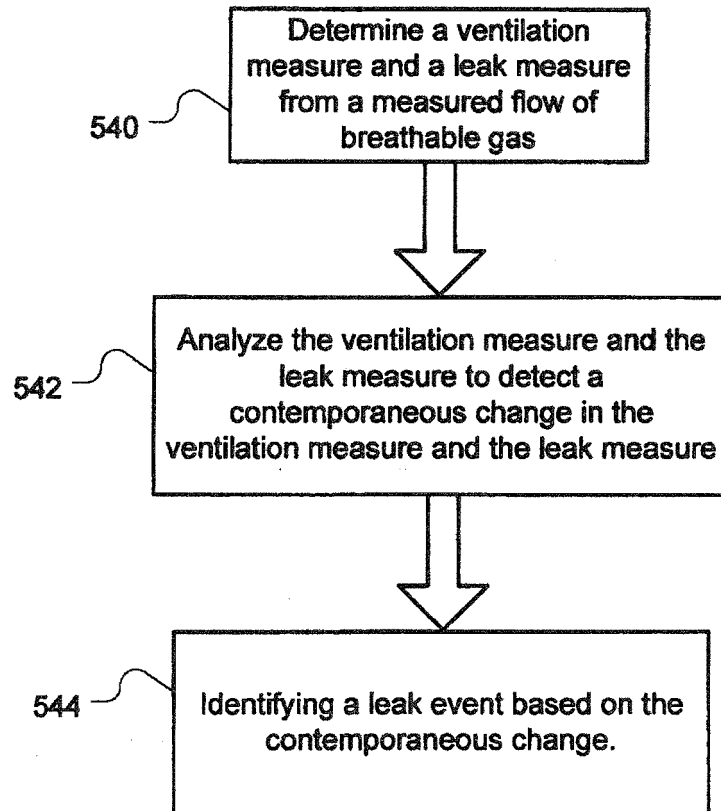 Determine a ventilation
measure and a leak measure
from a measured flow of
breathable gas
540
Analyze the ventilation measure and the
leak measure to detect a
contemporaneous change in the
ventilation measure and the leak measure
542
Identifying a leak event based on the
contemporaneous change.
544